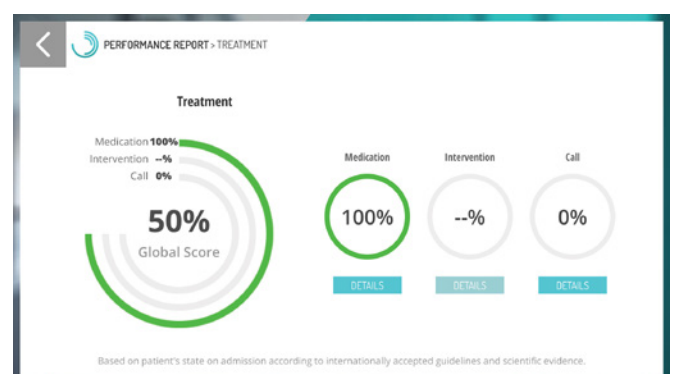 PERFORMANCE REPORT > TREATMENT
Treatment
Medication 100%
Intervention --%
Call 0%
50%
Global Score
Medication
100%
DETAILS
Intervention
--%
DETAILS
Call
0%
DETAILS
Based on patient's state on admission according to internationally accepted guidelines and scientific evidence.